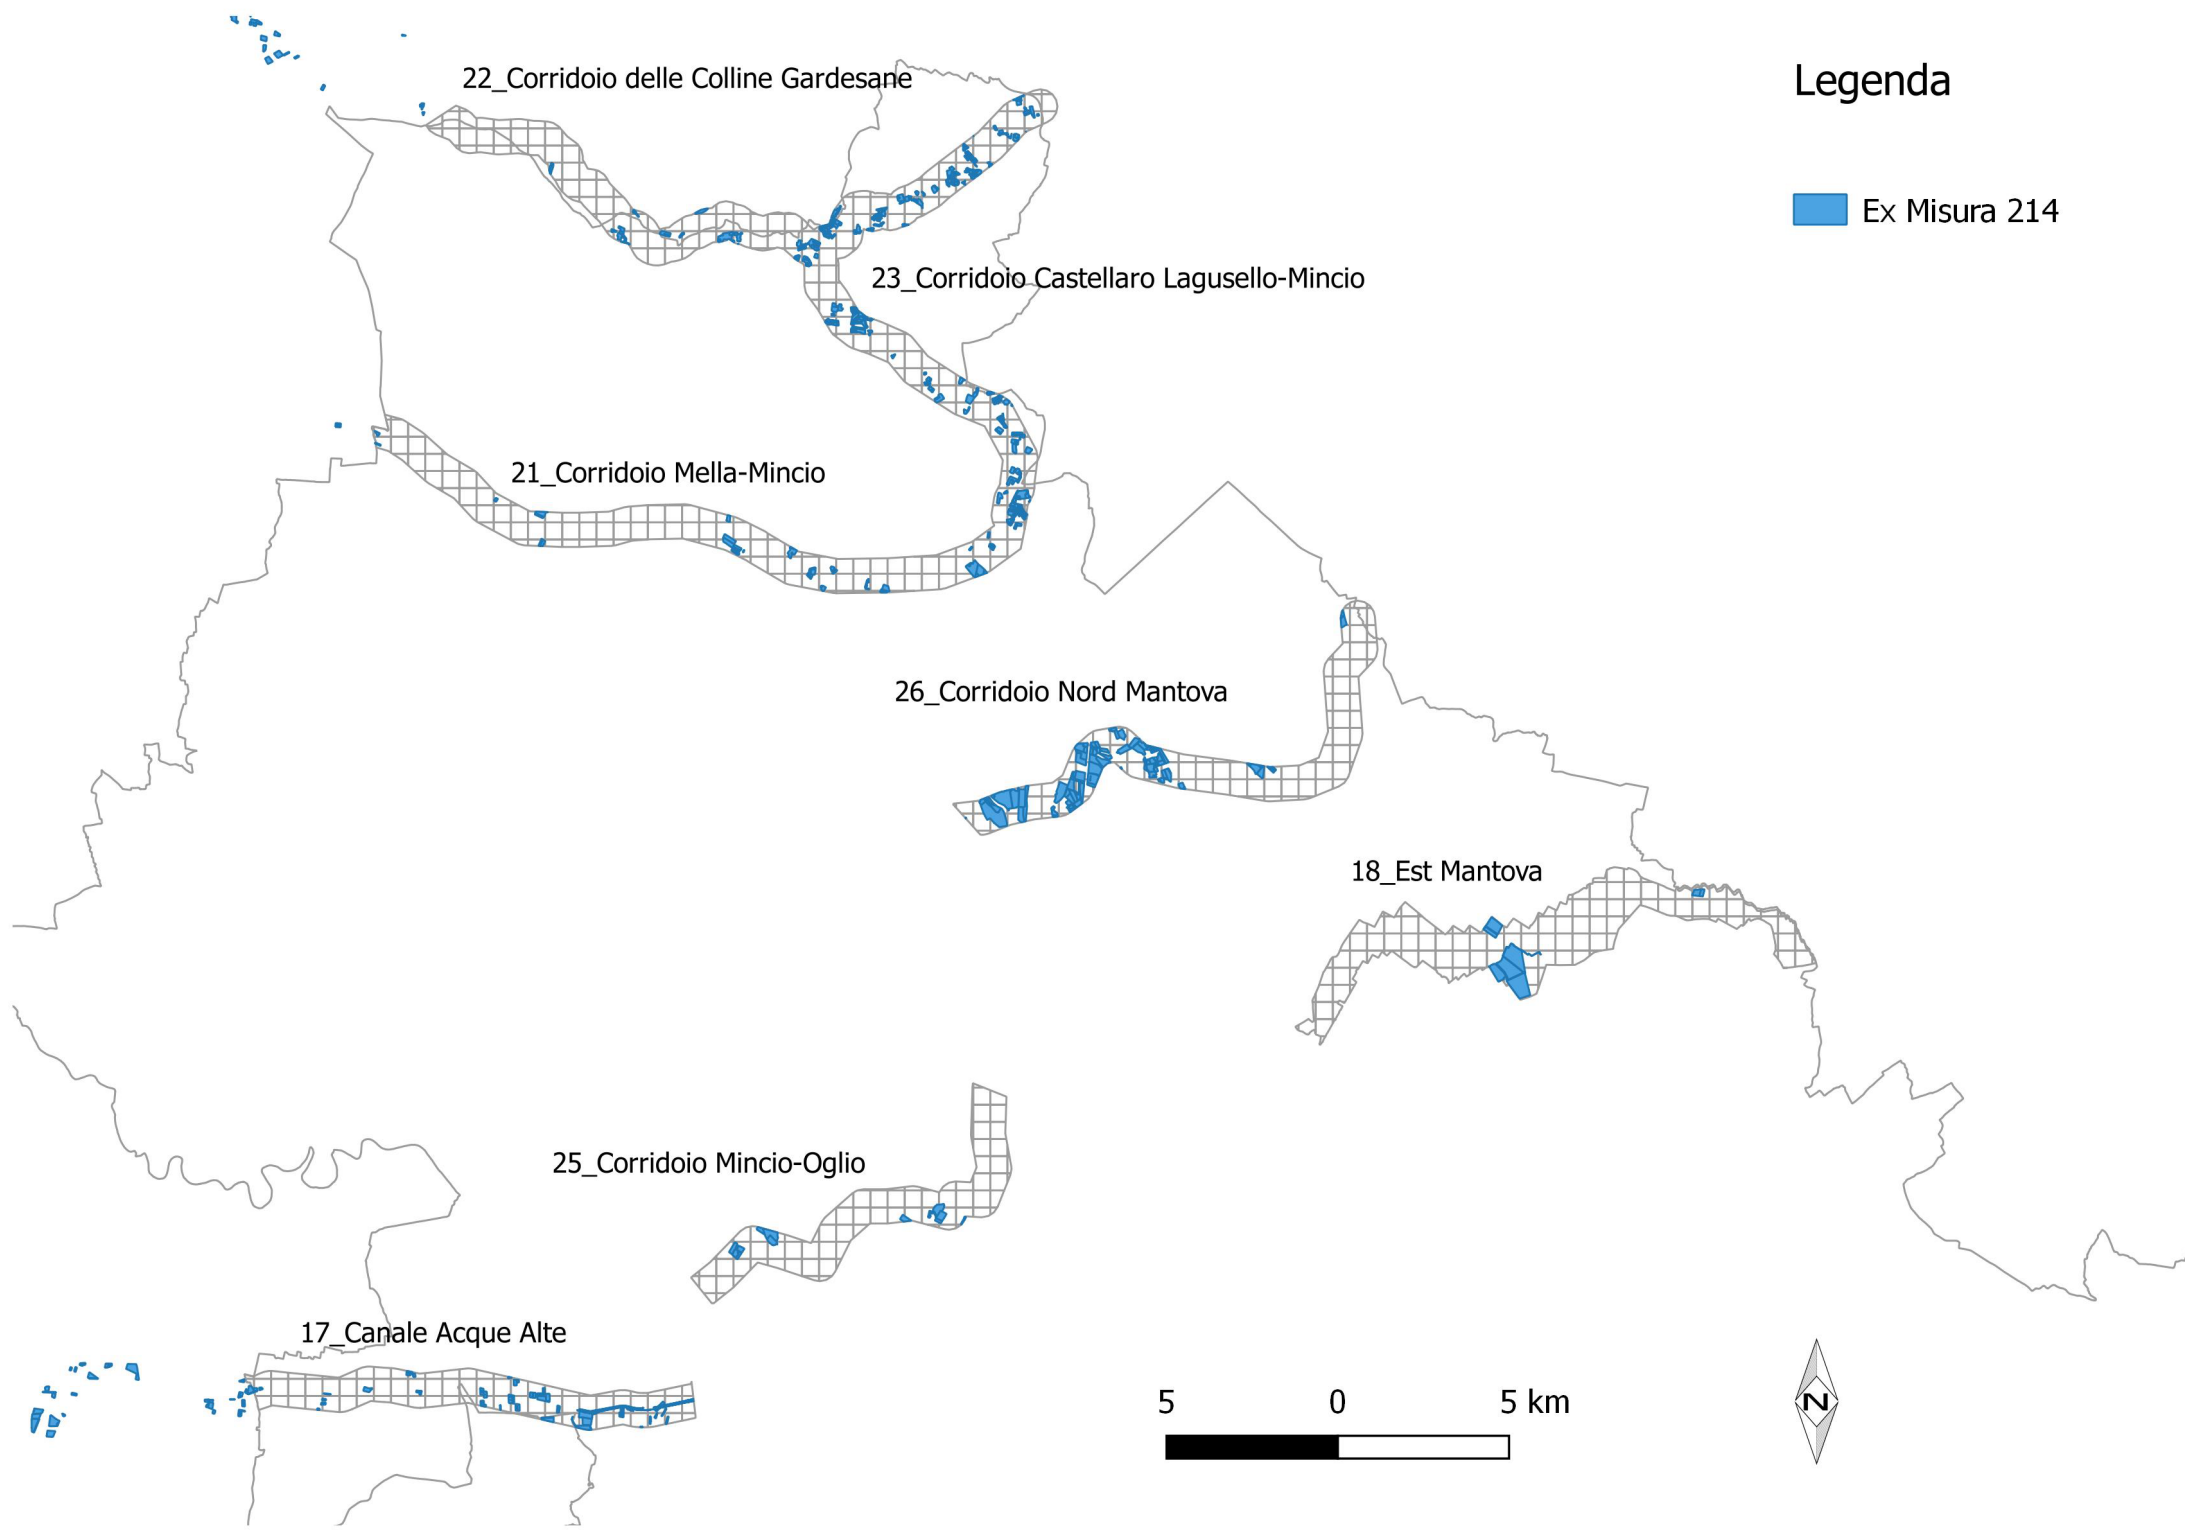 22_Corridoio delle Colline Gardesane
Legenda
Ex Misura 214
23_Corridoio Castellaro Lagusello-Mincio
21_Corridoio Mella-Mincio
26_Corridoio Nord Mantova
18_Est Mantova
25_Corridoio Mincio-Oglio
17_Canale Acque Alte
5 0 5 km
N